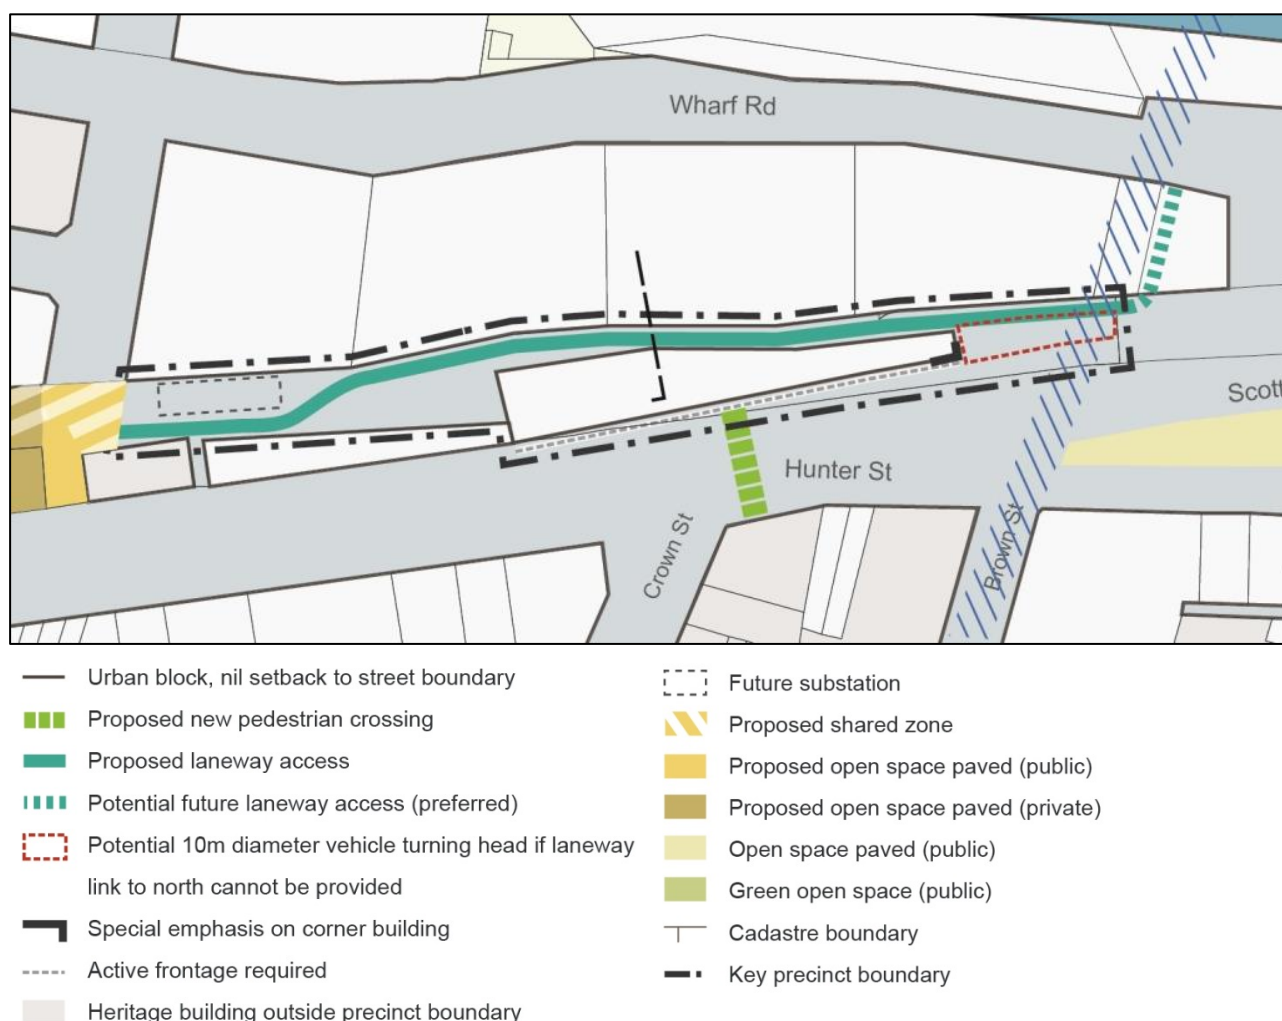 Wharf Rd
Scott
Hunter St
Crown St
Brown St
Urban block, nil setback to street boundary
Proposed new pedestrian crossing
Proposed laneway access
Potential future laneway access (preferred)
Potential 10m diameter vehicle turning head if laneway
link to north cannot be provided
Special emphasis on corner building
Active frontage required
Heritage building outside precinct boundary
Future substation
Proposed shared zone
Proposed open space paved (public)
Proposed open space paved (private)
Open space paved (public)
Green open space (public)
Cadastre boundary
Key precinct boundary